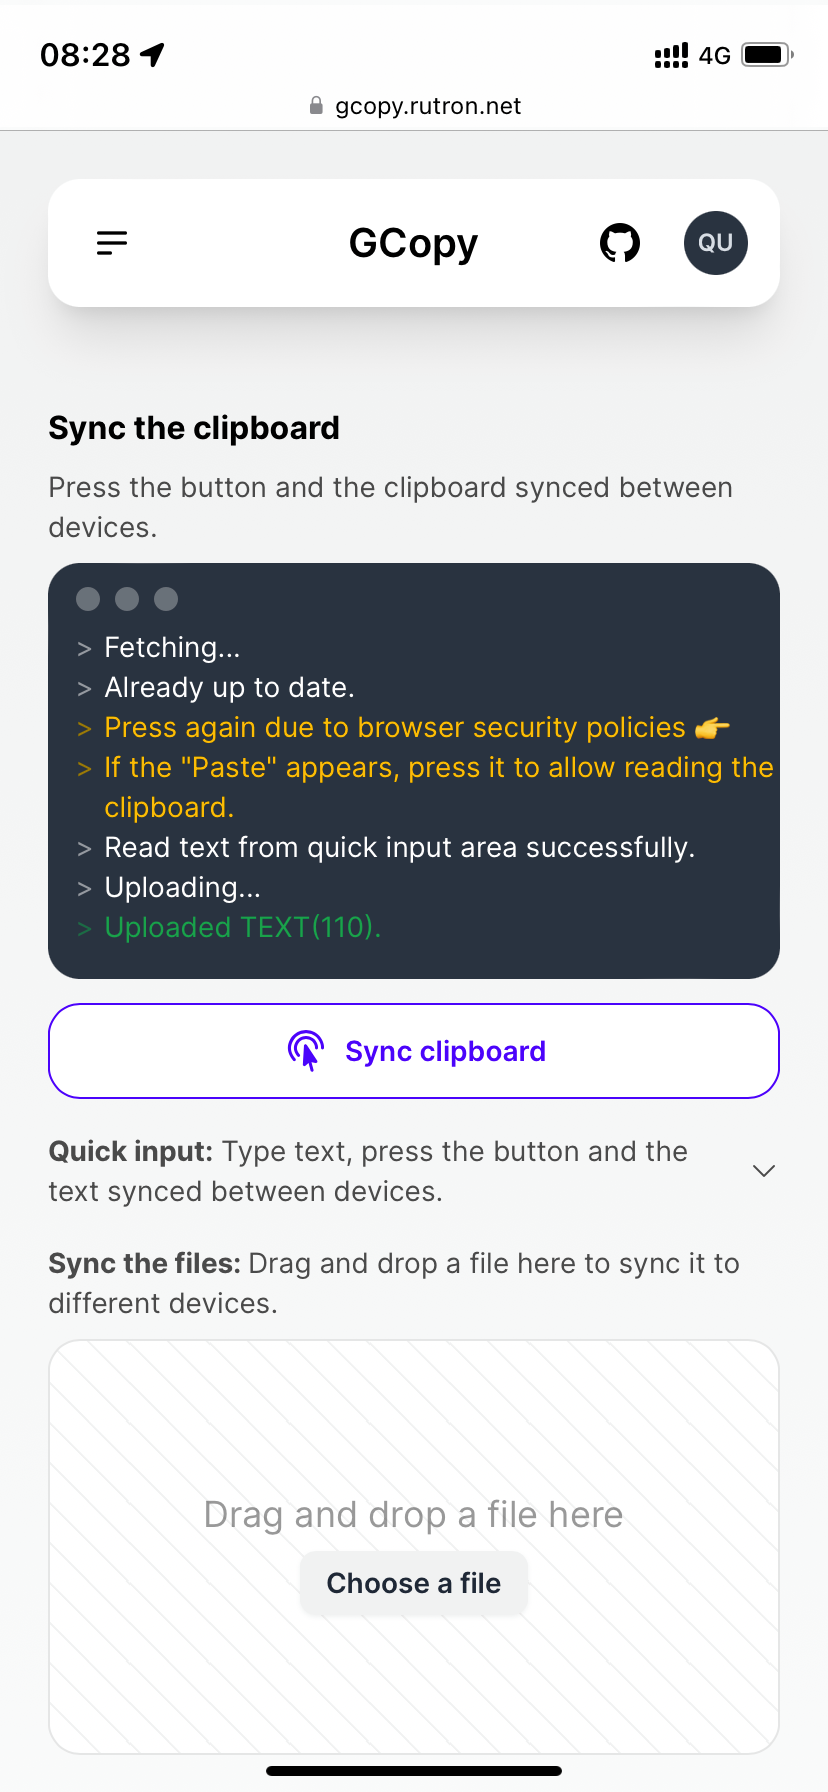 08:28
4G
gcopy.rutron.net
GCopy
QU
Sync the clipboard
Press the button and the clipboard synced between
devices.
> Fetching...
> Already up to date.
> Press again due to browser security policies 👉
> If the "Paste" appears, press it to allow reading the
clipboard.
> Read text from quick input area successfully.
> Uploading...
> Uploaded TEXT(110).
Sync clipboard
Quick input: Type text, press the button and the
text synced between devices.
Sync the files: Drag and drop a file here to sync it to
different devices.
Drag and drop a file here
Choose a file